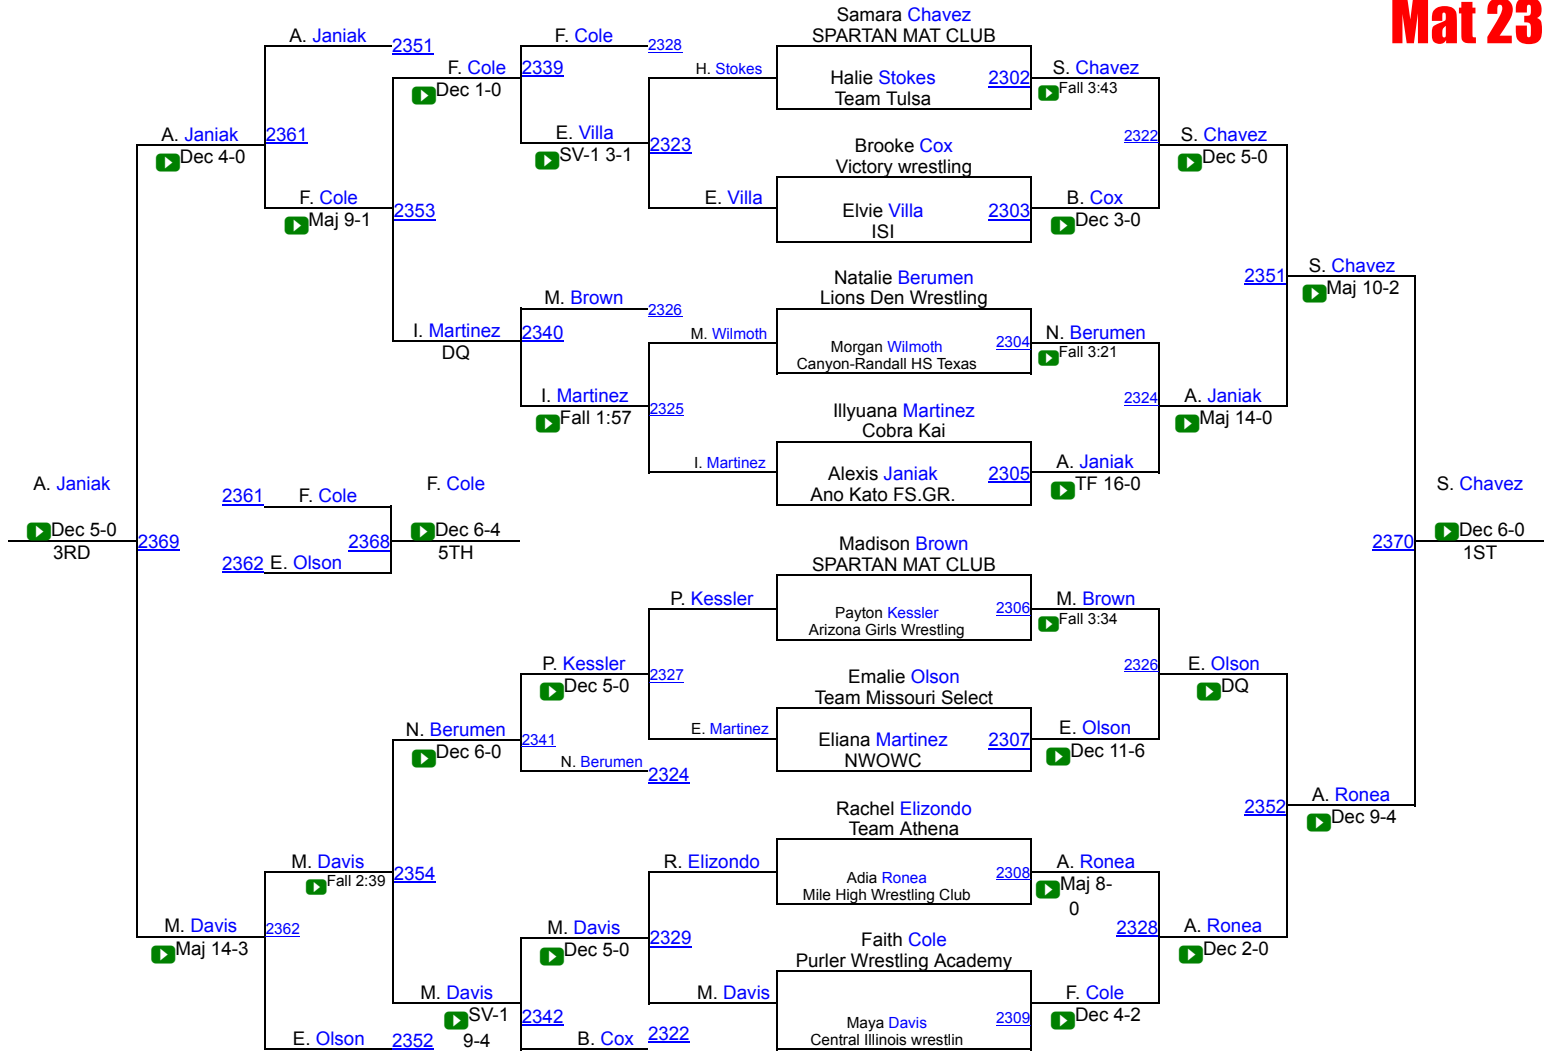 Mat 23
Samara Chavez
A. Janiak
2351
F. Cole
2328
SPARTAN MAT CLUB
F. Cole
2339
H. Stokes
Halie Stokes
2302
S. Chavez
Dec 1-0
Team Tulsa
Fall 3:43
A. Janiak
2361
E. Villa
2323
Brooke Cox
2322
S. Chavez
Dec 4-0
SV-1 3-1
Victory wrestling
Dec 5-0
F. Cole
2353
E. Villa
Elvie Villa
2303
B. Cox
Maj 9-1
ISI
Dec 3-0
Natalie Berumen
2351
S. Chavez
M. Brown
2326
Lions Den Wrestling
Maj 10-2
I. Martinez
2340
M. Wilmoth
Morgan Wilmoth
2304
N. Berumen
DQ
Canyon-Randall HS Texas
Fall 3:21
I. Martinez
2325
Illyuana Martinez
2324
A. Janiak
Fall 1:57
Cobra Kai
Maj 14-0
I. Martinez
Alexis Janiak
2305
A. Janiak
Ano Kato FS.GR.
TF 16-0
A. Janiak
2361
F. Cole
F. Cole
S. Chavez
Dec 5-0
2369
2368
Dec 6-4
2370
Dec 6-0
3RD
5TH
1ST
2362
E. Olson
Madison Brown
SPARTAN MAT CLUB
P. Kessler
Payton Kessler
2306
M. Brown
Arizona Girls Wrestling
Fall 3:34
P. Kessler
2327
Emalie Olson
2326
E. Olson
Dec 5-0
Team Missouri Select
DQ
N. Berumen
2341
E. Martinez
Eliana Martinez
2307
E. Olson
Dec 6-0
NWOWC
Dec 11-6
N. Berumen
2324
Rachel Elizondo
2352
A. Ronea
Team Athena
Dec 9-4
M. Davis
2354
R. Elizondo
Adia Ronea
2308
A. Ronea
Fall 2:39
Mile High Wrestling Club
Maj 8-
0
M. Davis
2362
M. Davis
2329
Faith Cole
2328
A. Ronea
Maj 14-3
Dec 5-0
Purler Wrestling Academy
Dec 2-0
M. Davis
2342
M. Davis
Maya Davis
2309
F. Cole
SV-1
9-4
Central Illinois wrestlin
Dec 4-2
E. Olson
2352
B. Cox
2322